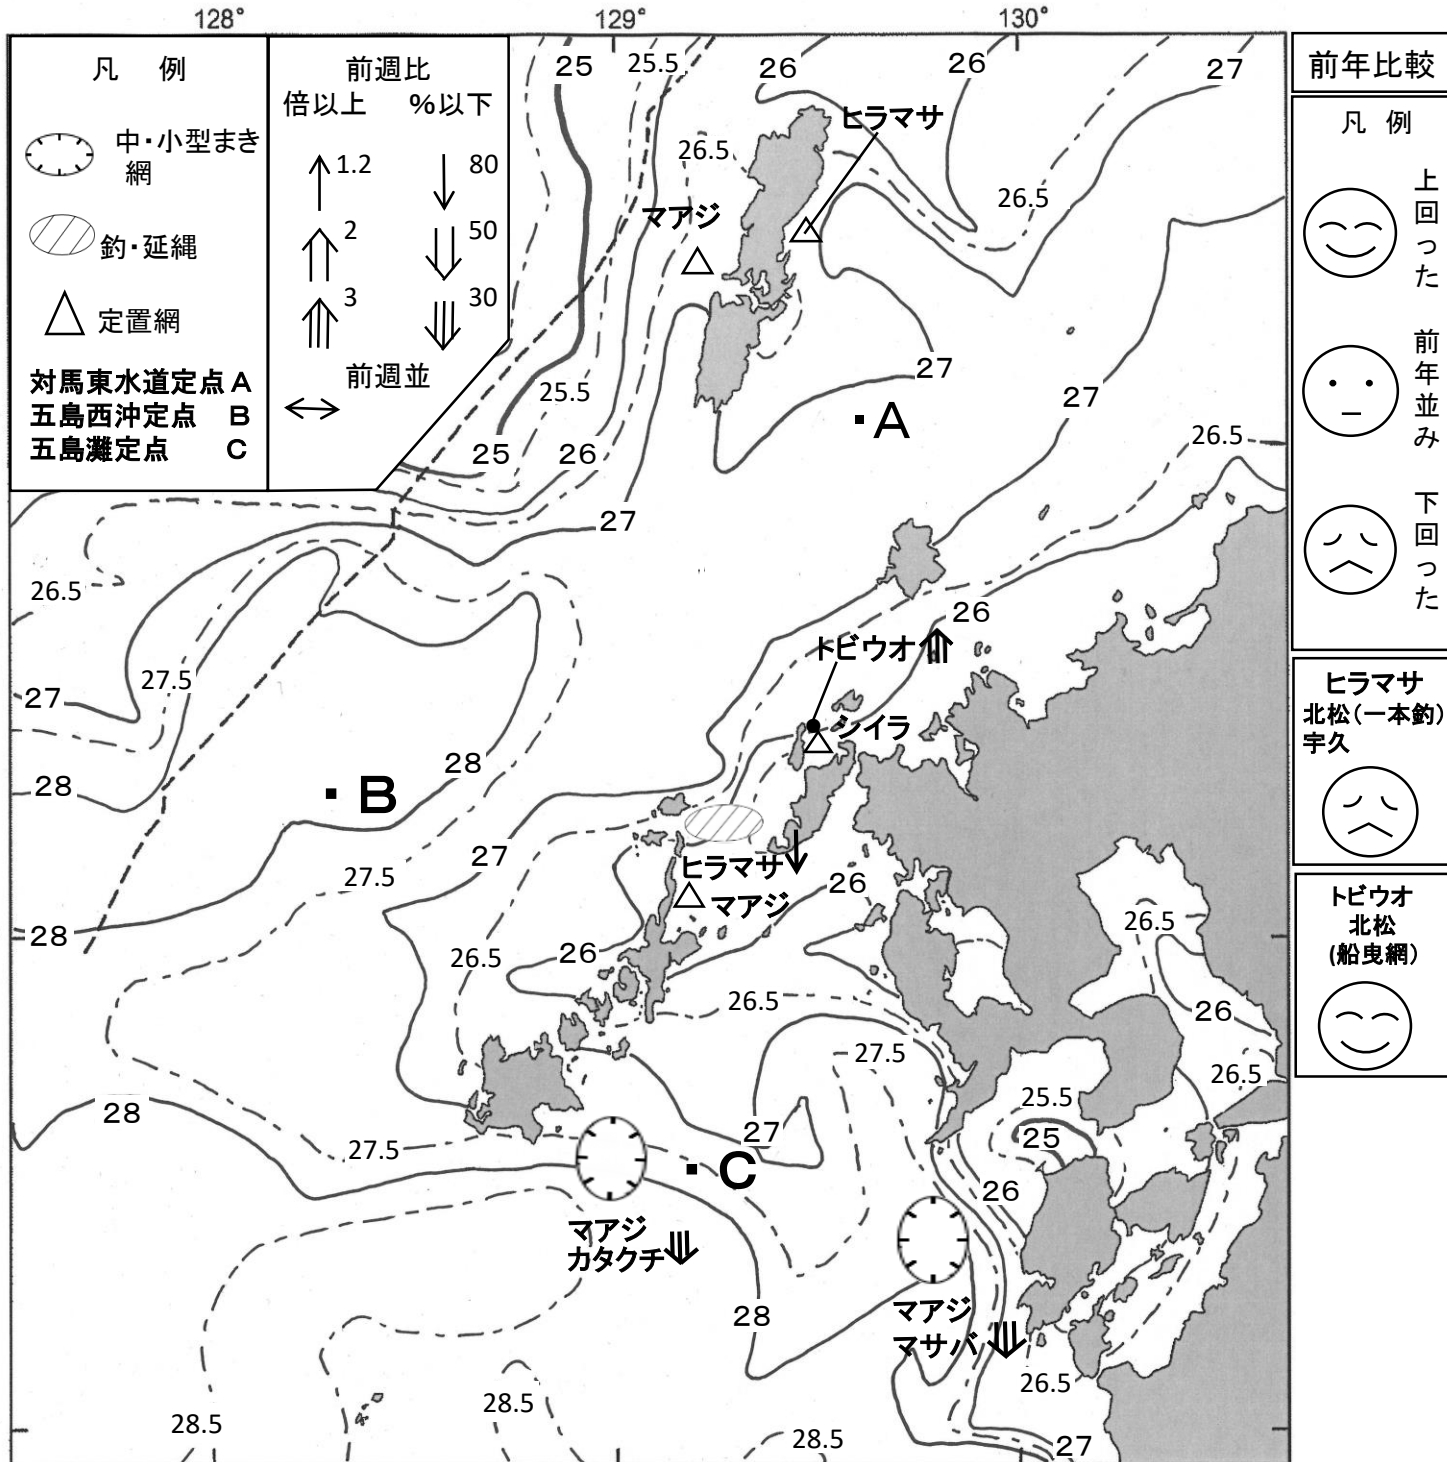 128°
129°
130°
凡 例
中・小型まき
網
釣・延縄
定置網
対馬東水道定点 A
五島西沖定点 B
五島灘定点 C
前週比
倍以上 %以下
1.2 80
2 50
3 30
前週並
前年比較
凡 例
上回った
前年並み
下回った
ヒラマサ
北松(一本釣)
宇久
トビウオ
北松
(船曳網)
25
25.5
26
26
27
ヒラマサ
26.5
マアジ
26.5
27
27
A
25.5
25
26
26.5
27
26.5
26
トビウオ
27.5
27
シイラ
28
B
28
27
ヒラマサ
マアジ
26
27.5
28
26.5
26
26.5
26.5
26
27.5
26.5
25.5
28
27
25
27.5
C
26
マアジ
カタクチ
28
マアジ
マサバ
26.5
28.5
28.5
28.5
27